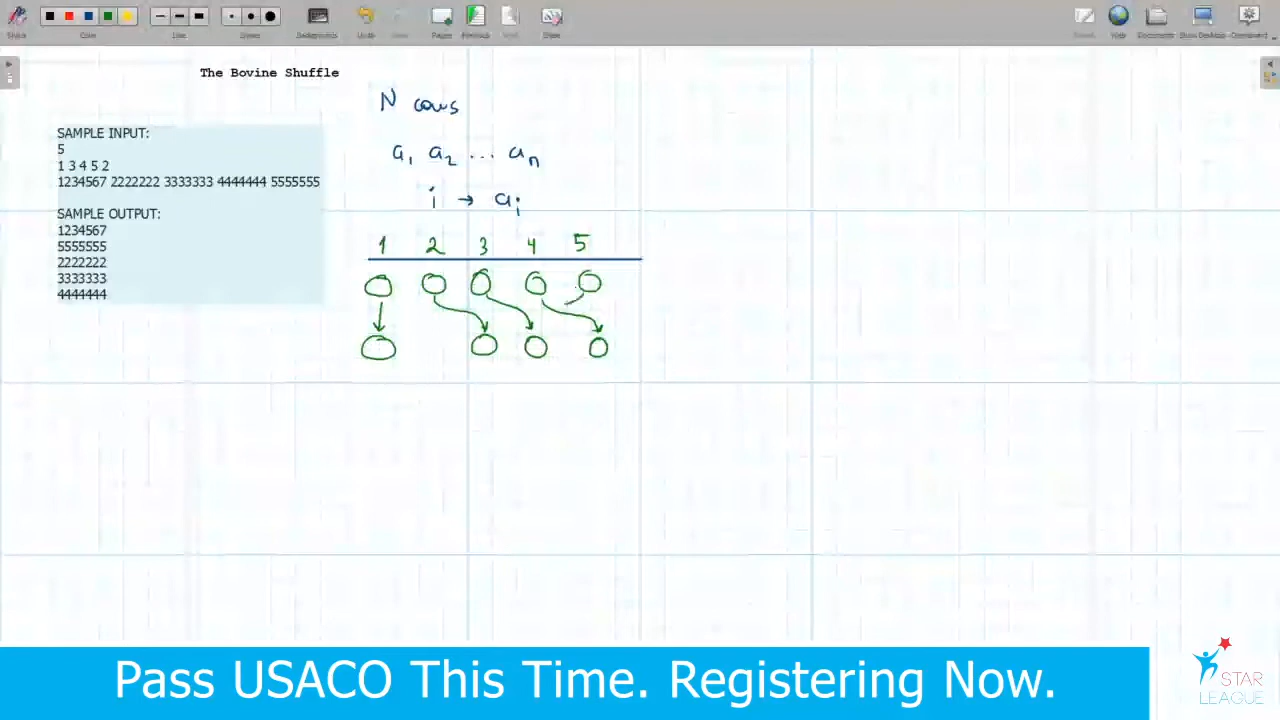 The Bovine Shuffle
SAMPLE INPUT:
5
1 3 4 5 2
1234567 2222222 3333333 4444444 5555555
SAMPLE OUTPUT:
1234567
5555555
2222222
3333333
4444444
N cows
a1 a2 ... an
i → ai
1 2 3 4 5
Pass USACO This Time. Registering Now.
STAR
LEAGUE